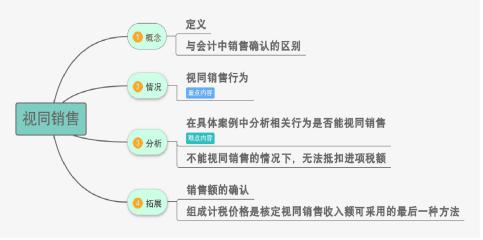 视同销售
1 概念
定义
与会计中销售确认的区别
2 情况
视同销售行为
重点内容
3 分析
在具体案例中分析相关行为是否能视同销售
难点内容
不能视同销售的情况下，无法抵扣进项税额
4 拓展
销售额的确认
组成计税价格是核定视同销售收入额可采用的最后一种方法